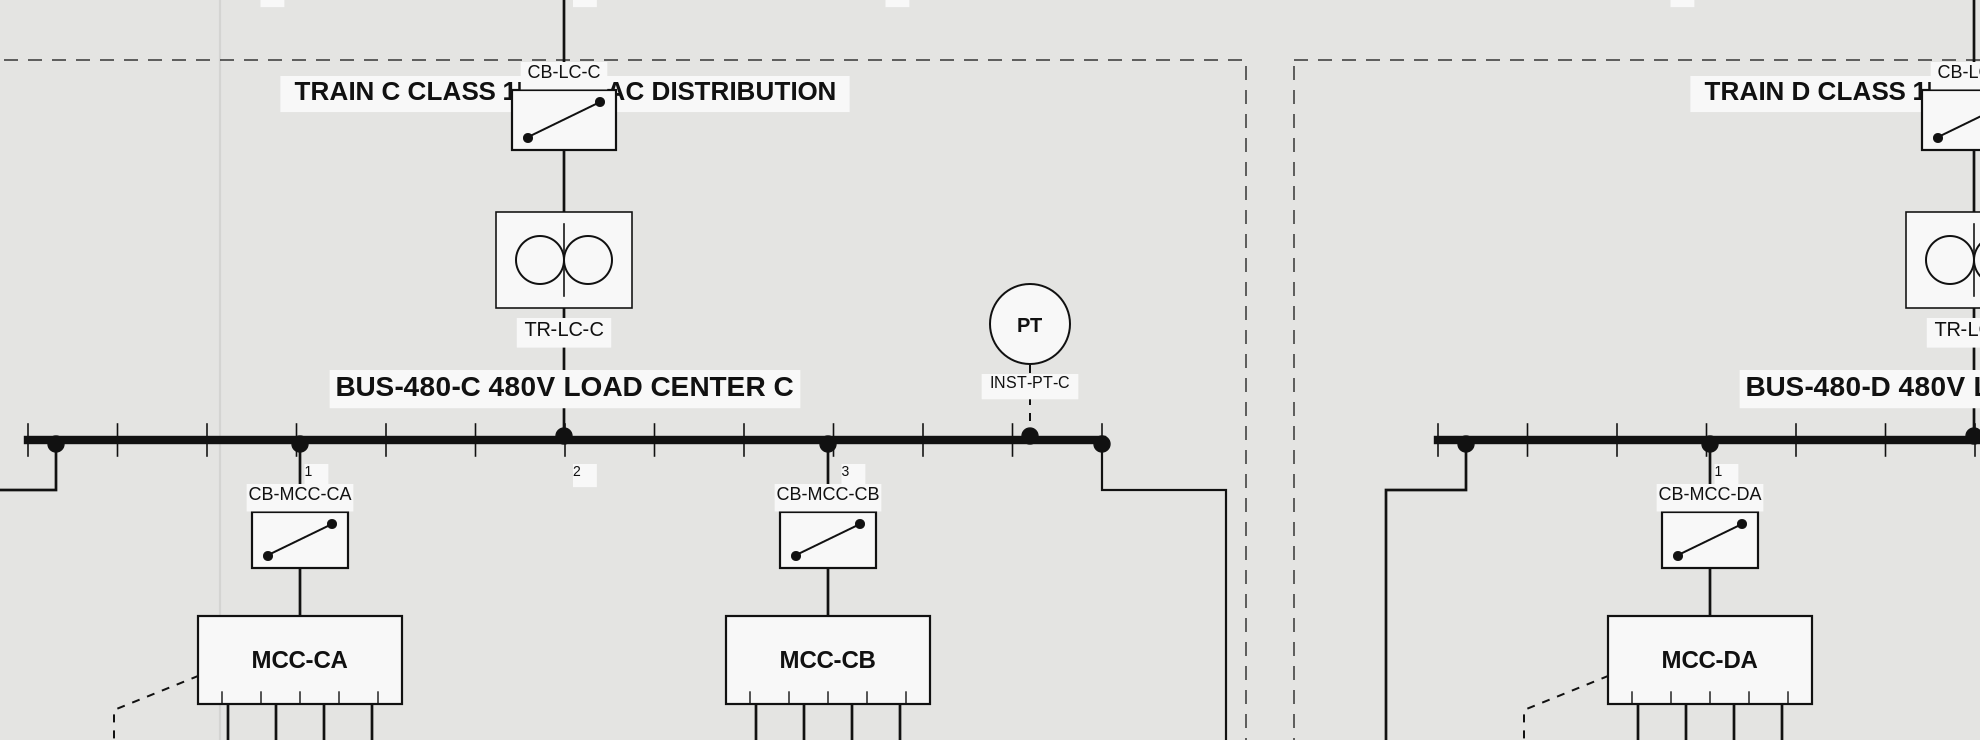 CB-LC-C
TRAIN C CLASS 1
AC DISTRIBUTION
TRAIN D CLASS 1
TR-LC-C
PT
INST-PT-C
BUS-480-C 480V LOAD CENTER C
BUS-480-D 480V
1
2
3
1
CB-MCC-CA
CB-MCC-CB
CB-MCC-DA
MCC-CA
MCC-CB
MCC-DA